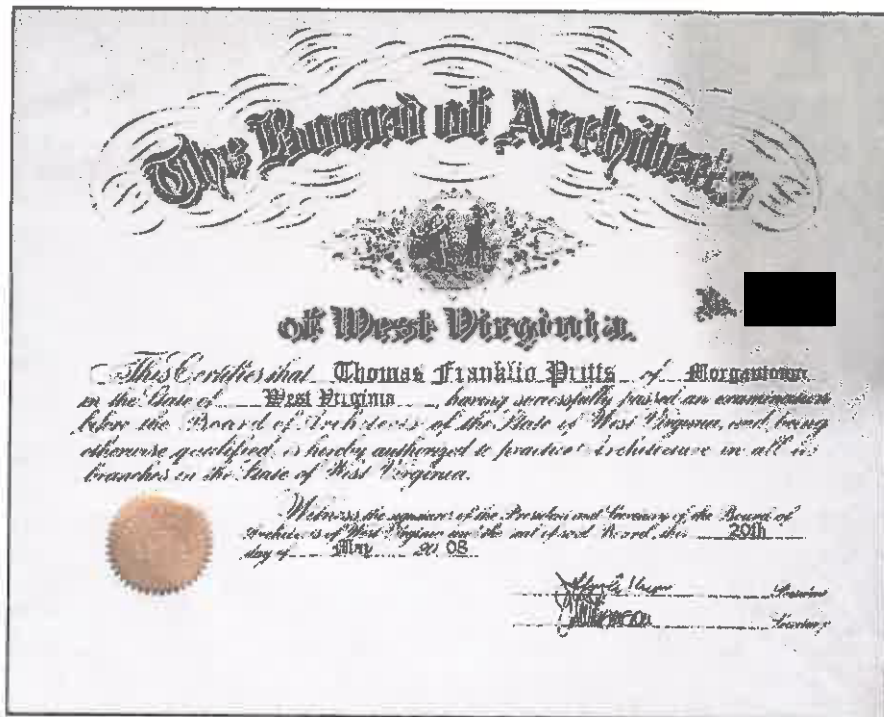 The Board of Architects
of West Virginia.
No.
This Certifies that Thomas Franklin Pritts of Morgantown
in the State of West Virginia, having successfully passed an examination
before the Board of Architects of the State of West Virginia, and being
otherwise qualified, is hereby authorized to practice Architecture in all its
branches in the State of West Virginia.
Witness the signatures of the President and Secretary of the Board of
Architects of West Virginia and the seal of said Board, this 20th
day of May 20 08
President
Secretary